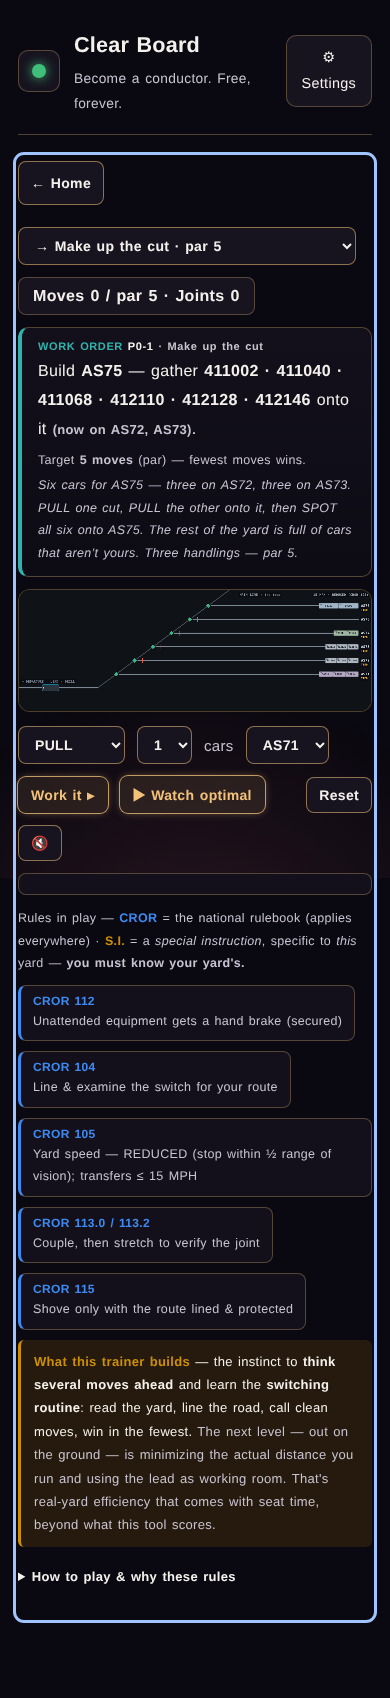 Clear Board
Become a conductor. Free,
forever.
⚙
Settings
← Home
→ Make up the cut · par 5
Moves 0 / par 5 · Joints 0
WORK ORDER P0-1 · Make up the cut
Build AS75 — gather 411002 · 411040 ·
411068 · 412110 · 412128 · 412146 onto
it (now on AS72, AS73).
Target 5 moves (par) — fewest moves wins.
Six cars for AS75 — three on AS72, three on AS73.
PULL one cut, PULL the other onto it, then SPOT
all six onto AS75. The rest of the yard is full of cars
that aren't yours. Three handlings — par 5.
PULL 1 cars AS71
Work it ▸ ▶ Watch optimal Reset
🔇
Rules in play — CROR = the national rulebook (applies
everywhere) · S.I. = a special instruction, specific to this
yard — you must know your yard's.
CROR 112
Unattended equipment gets a hand brake (secured)
CROR 104
Line & examine the switch for your route
CROR 105
Yard speed — REDUCED (stop within ½ range of
vision); transfers ≤ 15 MPH
CROR 113.0 / 113.2
Couple, then stretch to verify the joint
CROR 115
Shove only with the route lined & protected
What this trainer builds — the instinct to think
several moves ahead and learn the switching
routine: read the yard, line the road, call clean
moves, win in the fewest. The next level — out on
the ground — is minimizing the actual distance you
run and using the lead as working room. That's
real-yard efficiency that comes with seat time,
beyond what this tool scores.
▶ How to play & why these rules